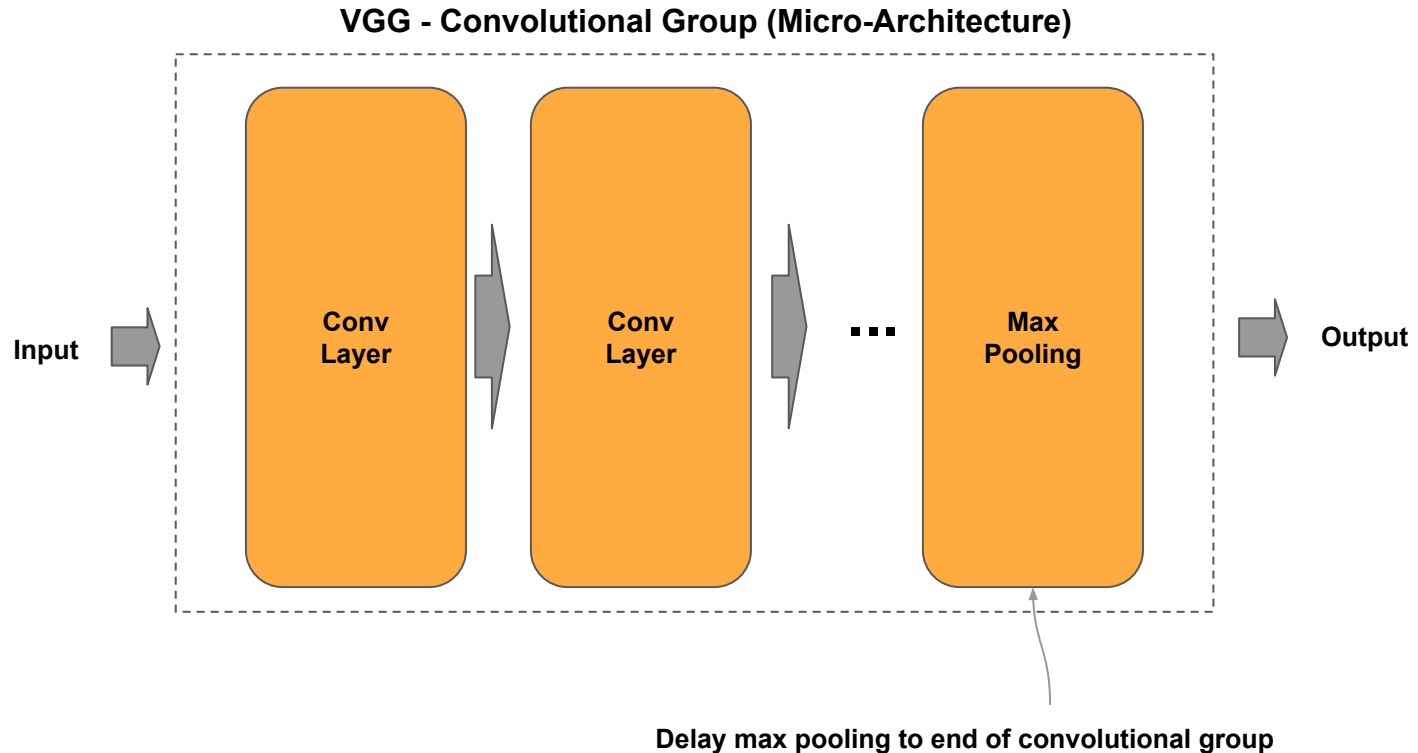 VGG - Convolutional Group (Micro-Architecture)
Input
Conv
Layer
Conv
Layer
...
Max
Pooling
Output
Delay max pooling to end of convolutional group